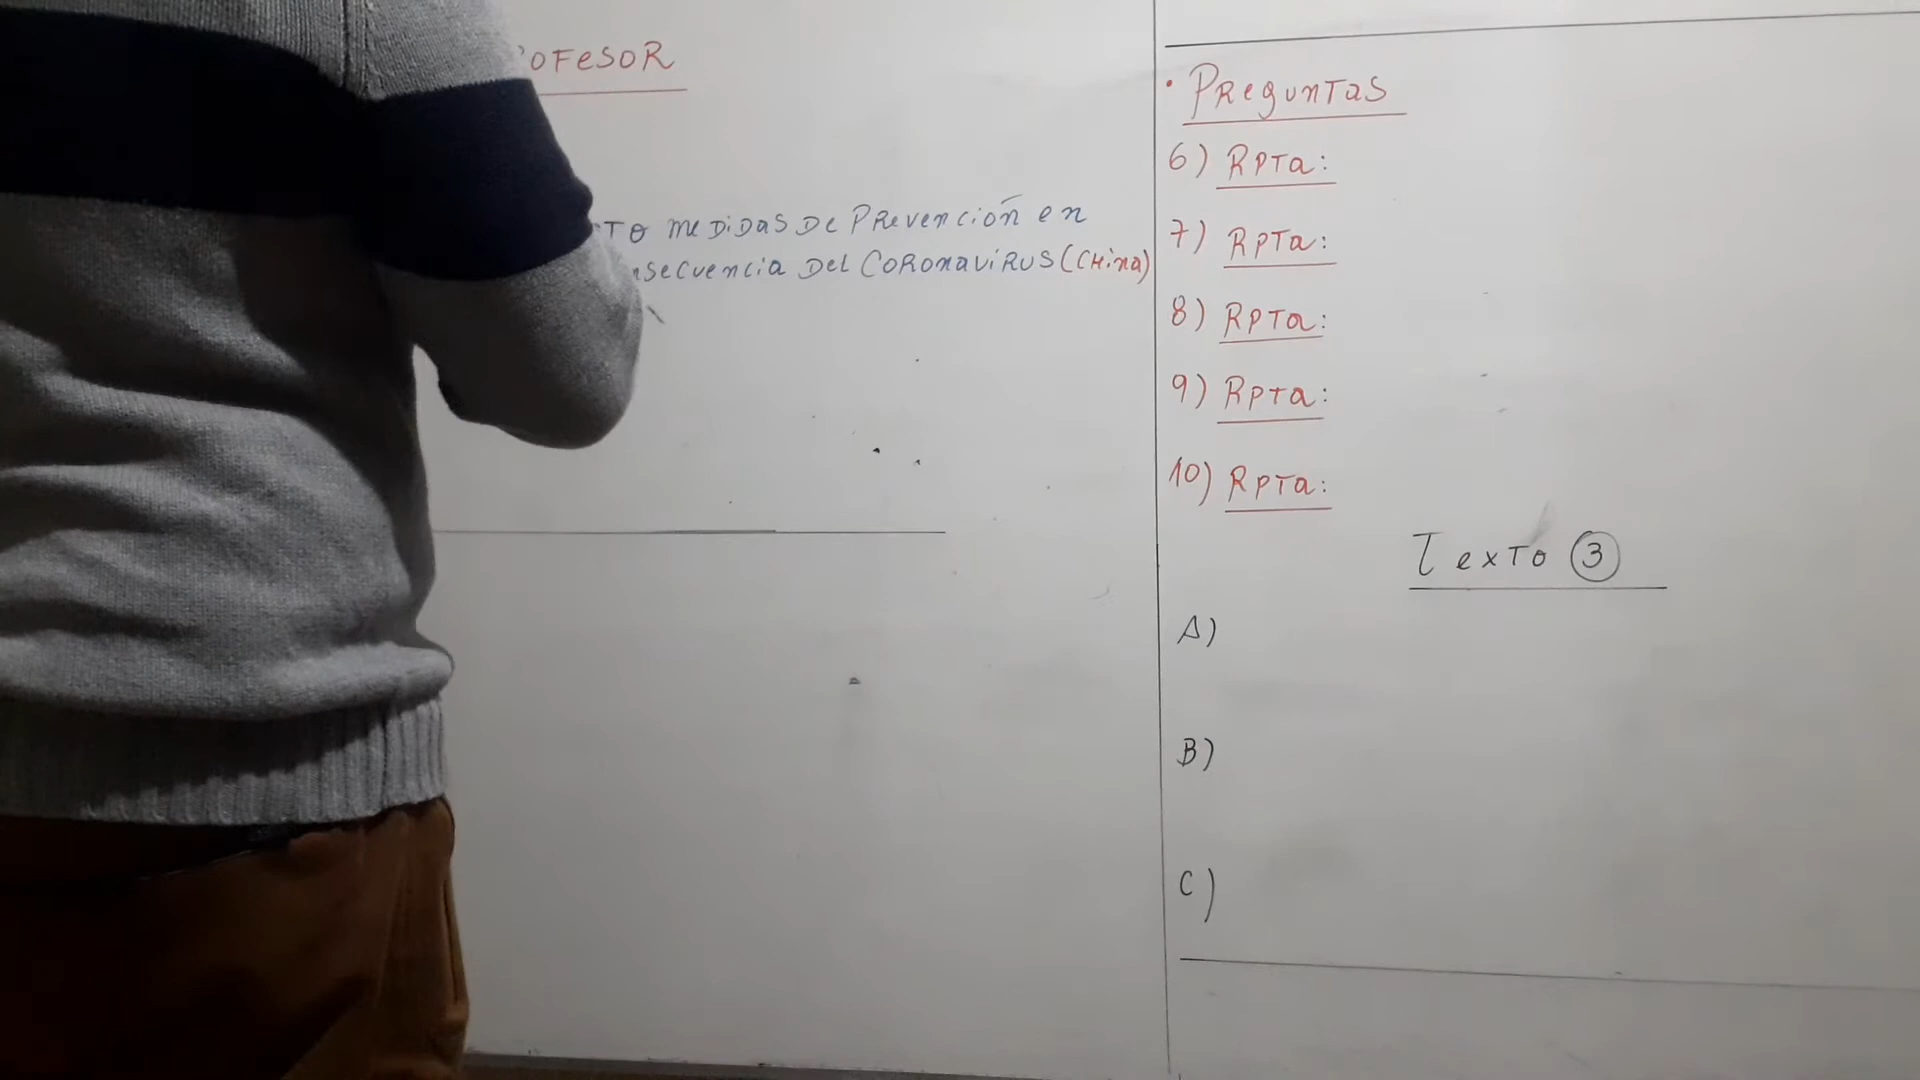 OFESOR
TO MEDIDAS DE PREVENCIÓN EN
NSECUENCIA DEL CORONAVIRUS (CHINA)
• PREGUNTAS
6) RPTA:
7) RPTA:
8) RPTA:
9) RPTA:
10) RPTA:
TEXTO 3
A)
B)
C)